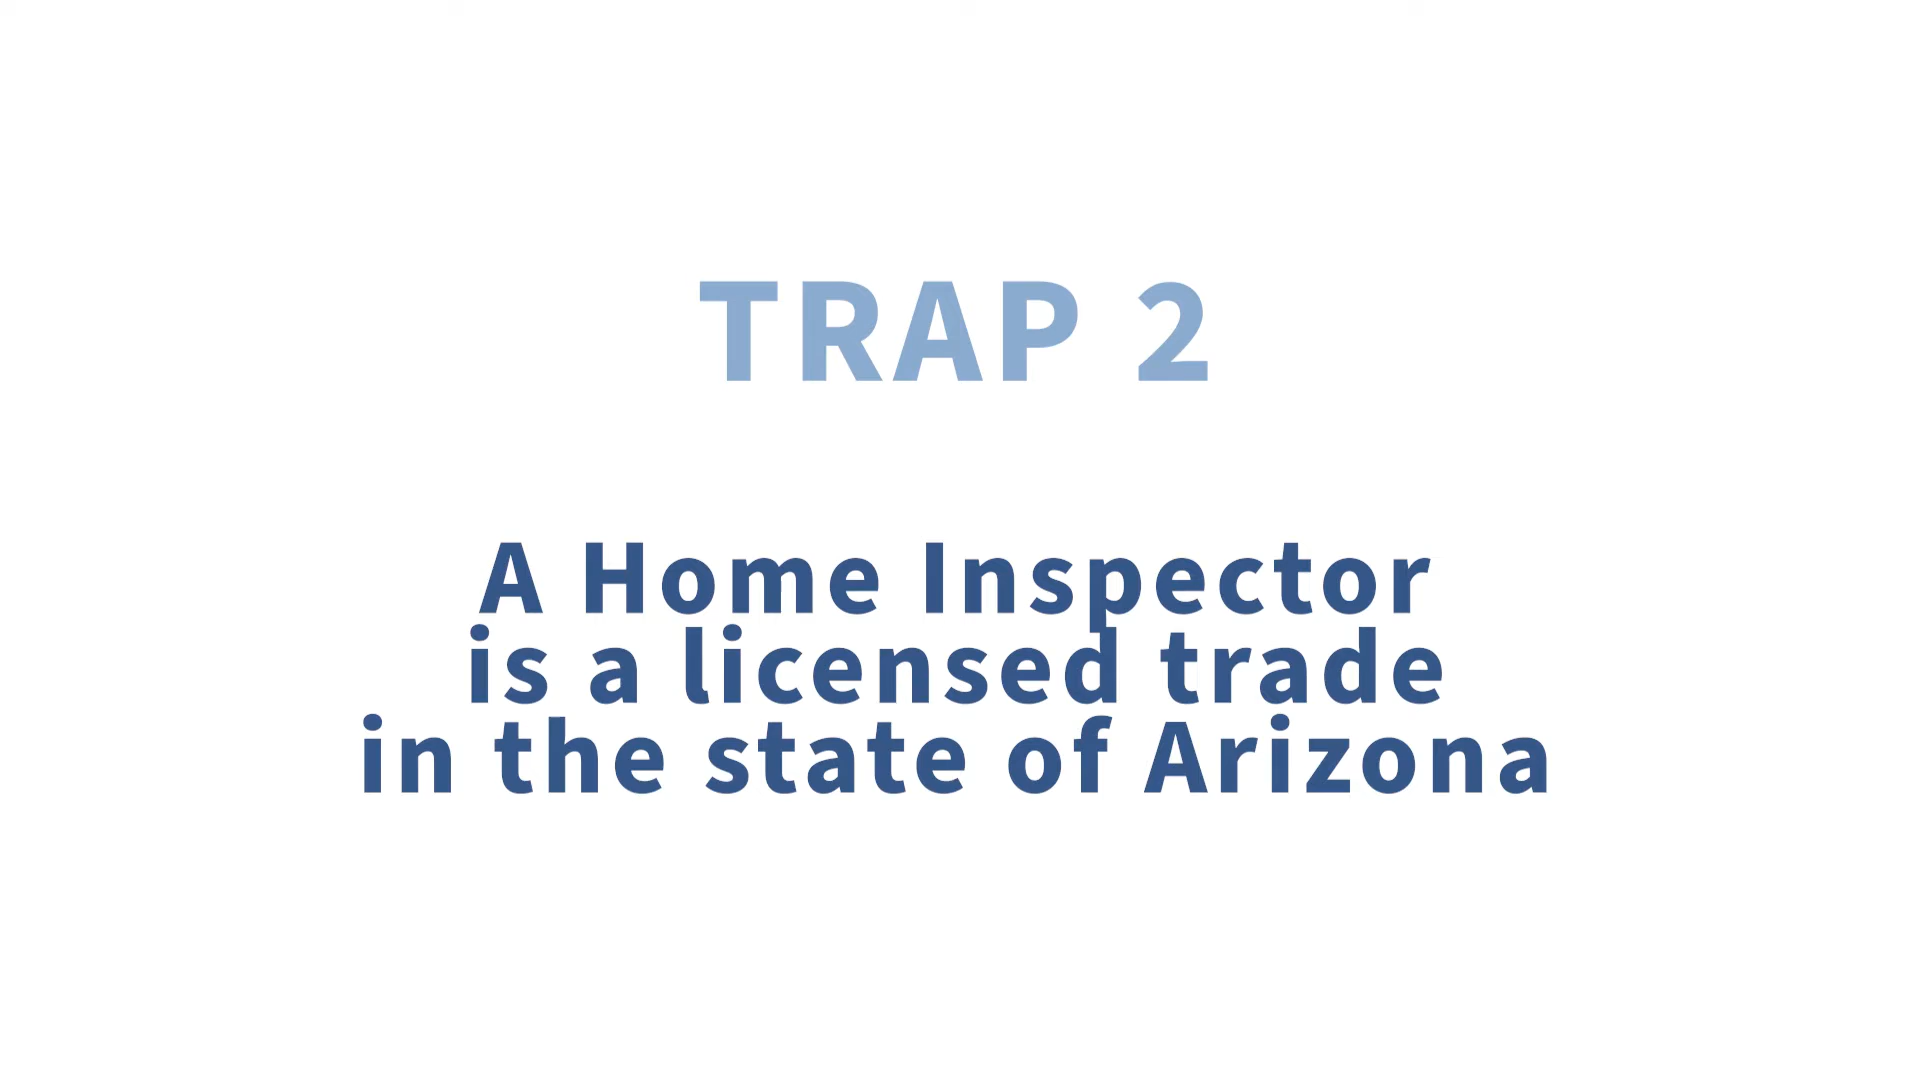 TRAP 2
A Home Inspector
is a licensed trade
in the state of Arizona